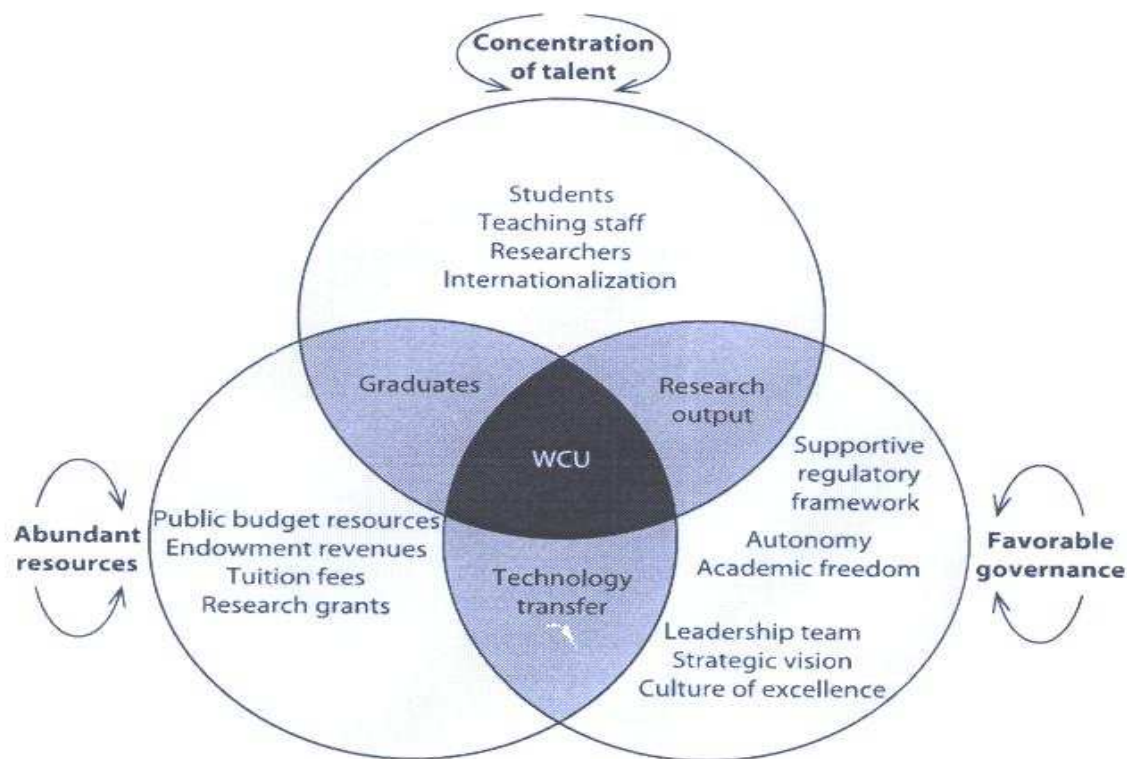 Concentration
of talent
Students
Teaching staff
Researchers
Internationalization
Graduates
Research
output
WCU
Supportive
regulatory
framework
Abundant
resources
Public budget resources
Endowment revenues
Tuition fees
Research grants
Technology
transfer
Autonomy
Academic freedom
Favorable
governance
Leadership team
Strategic vision
Culture of excellence